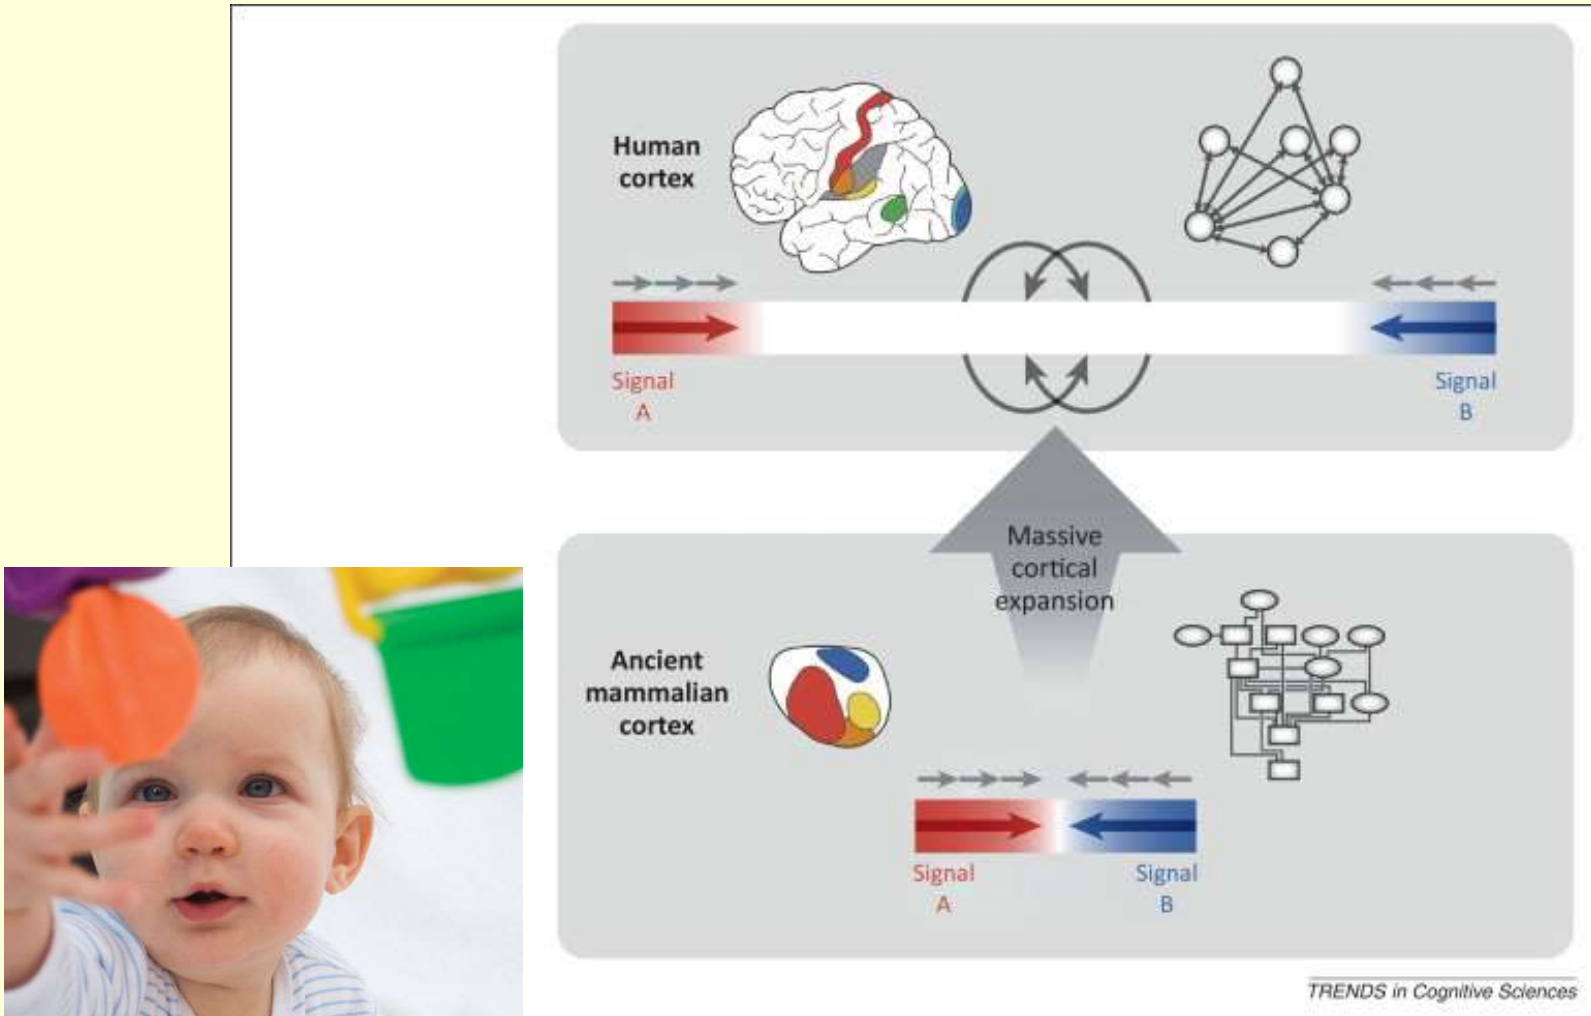 Human
cortex
Signal
A
Signal
B
Massive
cortical
expansion
Ancient
mammalian
cortex
Signal
A
Signal
B
TRENDS in Cognitive Sciences